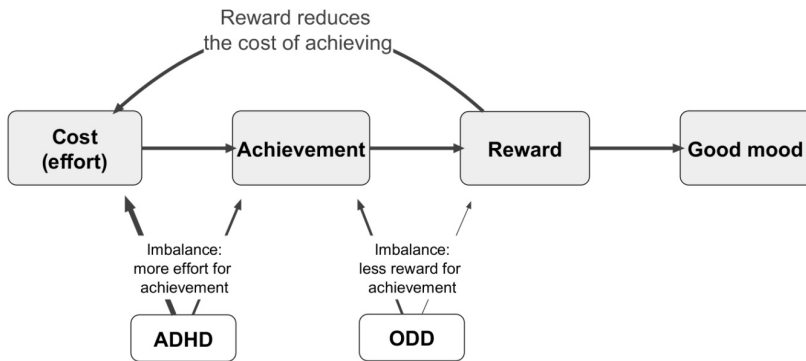 Reward reduces
the cost of achieving
Cost
(effort)
Achievement
Reward
Good mood
Imbalance:
more effort for
achievement
Imbalance:
less reward for
achievement
ADHD
ODD